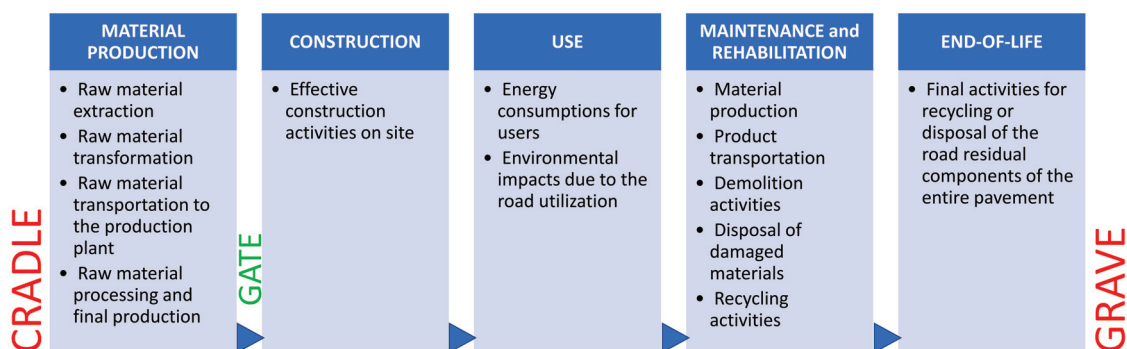 CRADLE
MATERIAL
PRODUCTION
• Raw material
extraction
• Raw material
transformation
• Raw material
transportation to
the production
plant
• Raw material
processing and
final production
GATE
CONSTRUCTION
• Effective
construction
activities on site
USE
• Energy
consumptions for
users
• Environmental
impacts due to the
road utilization
MAINTENANCE and
REHABILITATION
• Material
production
• Product
transportation
• Demolition
activities
• Disposal of
damaged
materials
• Recycling
activities
END-OF-LIFE
• Final activities for
recycling or
disposal of the
road residual
components of the
entire pavement
GRAVE